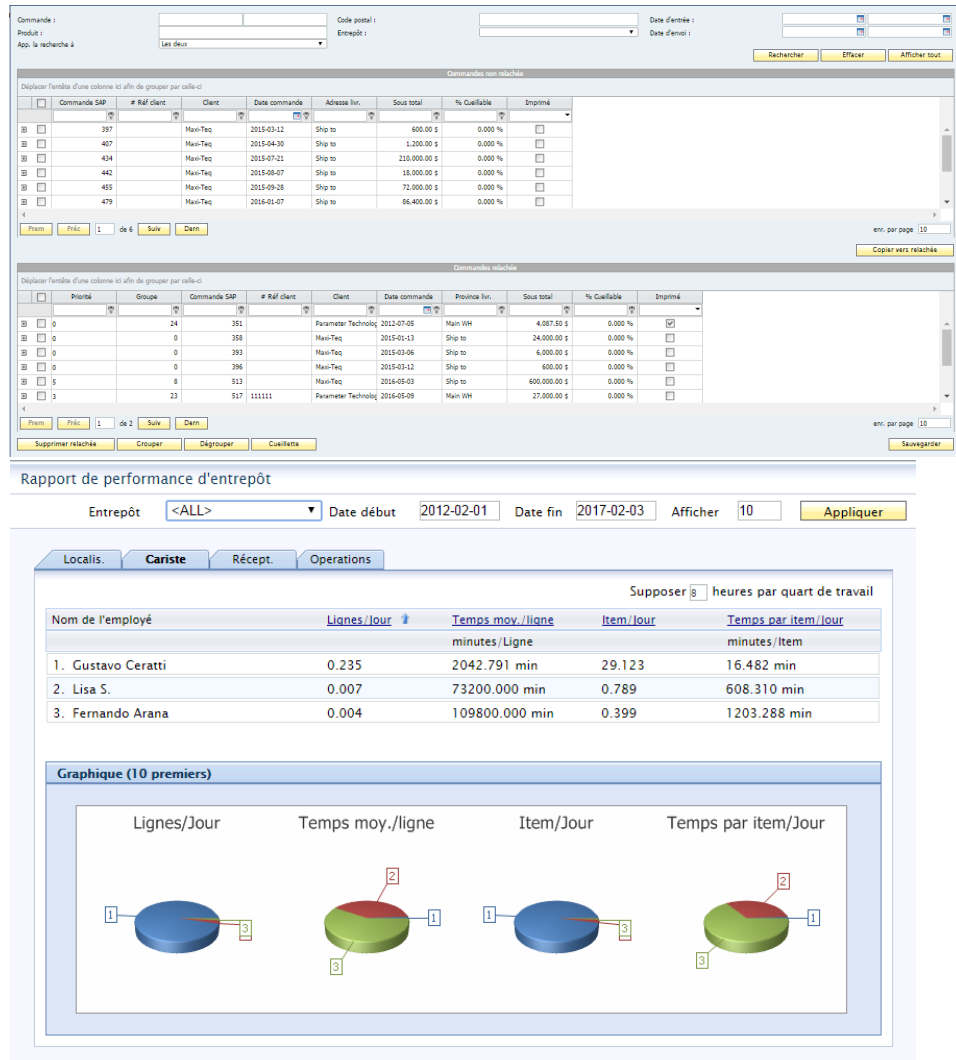 Commande : Code postal : Date d'entrée :
Produit : Entrepôt : Date d'envoi :
App. la recherche à Les deux
Rechercher Effacer Afficher tout
Commandes non relachée
Déplacer l'entête d'une colonne ici afin de grouper par celle-ci
Commande SAP # Réf client Client Date commande Adresse livr. Sous total % Cueillable Imprimé
397 Maxi-Teq 2015-03-12 Ship to 600.00 $ 0.000 %
407 Maxi-Teq 2015-04-30 Ship to 1,200.00 $ 0.000 %
434 Maxi-Teq 2015-07-21 Ship to 210,000.00 $ 0.000 %
442 Maxi-Teq 2015-08-07 Ship to 18,000.00 $ 0.000 %
455 Maxi-Teq 2015-09-28 Ship to 72,000.00 $ 0.000 %
479 Maxi-Teq 2016-01-07 Ship to 86,400.00 $ 0.000 %
Prem Préc 1 de 6 Suiv Dern enr. par page 10
Copier vers relachée
Commandes relachée
Déplacer l'entête d'une colonne ici afin de grouper par celle-ci
Priorité Groupe Commande SAP # Réf client Client Date commande Province livr. Sous total % Cueillable Imprimé
0 24 351 Parameter Technolog 2012-07-05 Main WH 4,087.50 $ 0.000 %
0 0 358 Maxi-Teq 2015-01-13 Ship to 24,000.00 $ 0.000 %
0 0 393 Maxi-Teq 2015-03-06 Ship to 6,000.00 $ 0.000 %
0 0 396 Maxi-Teq 2015-03-12 Ship to 600.00 $ 0.000 %
5 8 513 Maxi-Teq 2016-05-03 Ship to 600,000.00 $ 0.000 %
3 23 517 111111 Parameter Technolog 2016-05-09 Main WH 27,000.00 $ 0.000 %
Prem Préc 1 de 2 Suiv Dern enr. par page 10
Supprimer relachée Grouper Dégrouper Cueillette Sauvegarder
Rapport de performance d'entrepôt
Entrepôt <ALL> Date début 2012-02-01 Date fin 2017-02-03 Afficher 10 Appliquer
Localis. Cariste Récept. Operations
Supposer 8 heures par quart de travail
Nom de l'employé Lignes/Jour Temps moy./ligne Item/Jour Temps par item/Jour
minutes/Ligne minutes/Item
1. Gustavo Ceratti 0.235 2042.791 min 29.123 16.482 min
2. Lisa S. 0.007 73200.000 min 0.789 608.310 min
3. Fernando Arana 0.004 109800.000 min 0.399 1203.288 min
Graphique (10 premiers)
Lignes/Jour Temps moy./ligne Item/Jour Temps par item/Jour
1 3 2 1 3 1 3 2 1 3